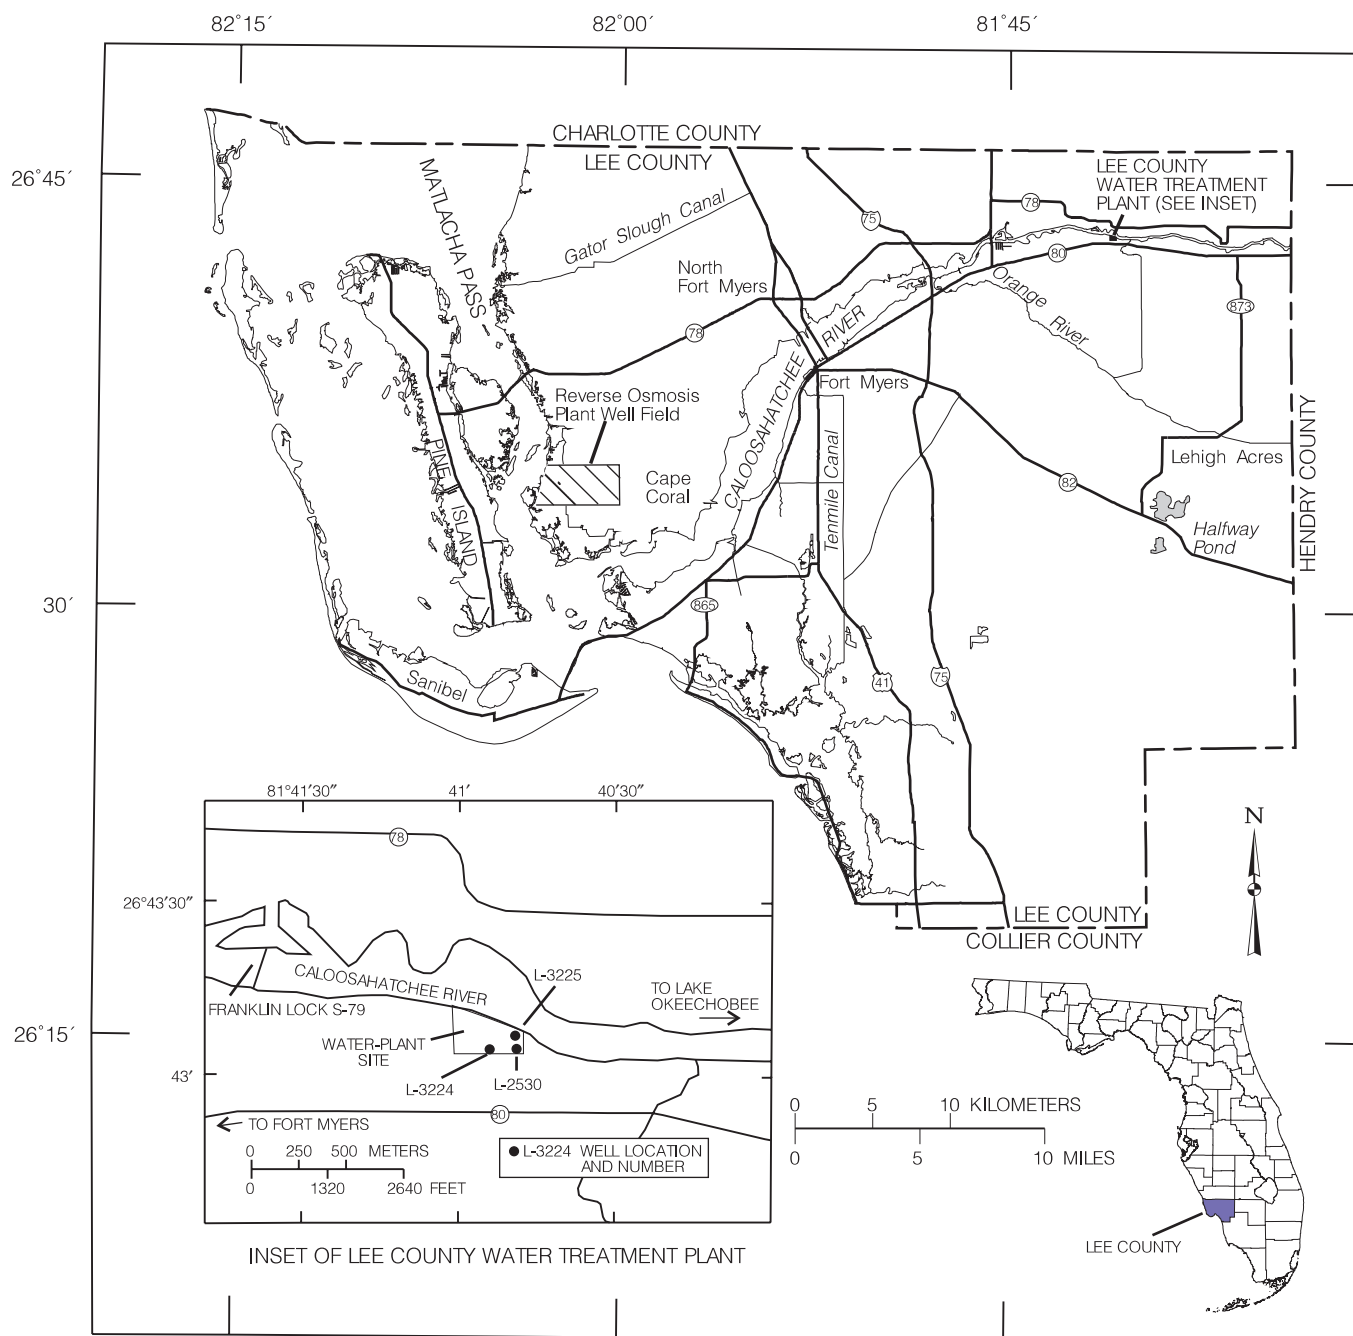 82°15´
82°00´
81°45´
CHARLOTTE COUNTY
LEE COUNTY
26°45´
MATLACHA PASS
Gator Slough Canal
75
78
LEE COUNTY
WATER TREATMENT
PLANT (SEE INSET)
80
North
Fort Myers
Orange
River
873
78
CALOOSAHATCHEE RIVER
Fort Myers
Reverse Osmosis
Plant Well Field
PINE ISLAND
Cape
Coral
Tenmile Canal
82
Lehigh Acres
HENDRY COUNTY
Halfway
Pond
30´
865
Sanibel
41
75
81°41´30˝
41´
40´30˝
78
26°43´30˝
CALOOSAHATCHEE RIVER
L-3225
TO LAKE
OKEECHOBEE
FRANKLIN LOCK S-79
WATER-PLANT
SITE
L-3224
L-2530
43´
80
TO FORT MYERS
0 250 500 METERS
0 1320 2640 FEET
L-3224 WELL LOCATION
AND NUMBER
INSET OF LEE COUNTY WATER TREATMENT PLANT
26°15´
N
LEE COUNTY
COLLIER COUNTY
0 5 10 KILOMETERS
0 5 10 MILES
LEE COUNTY